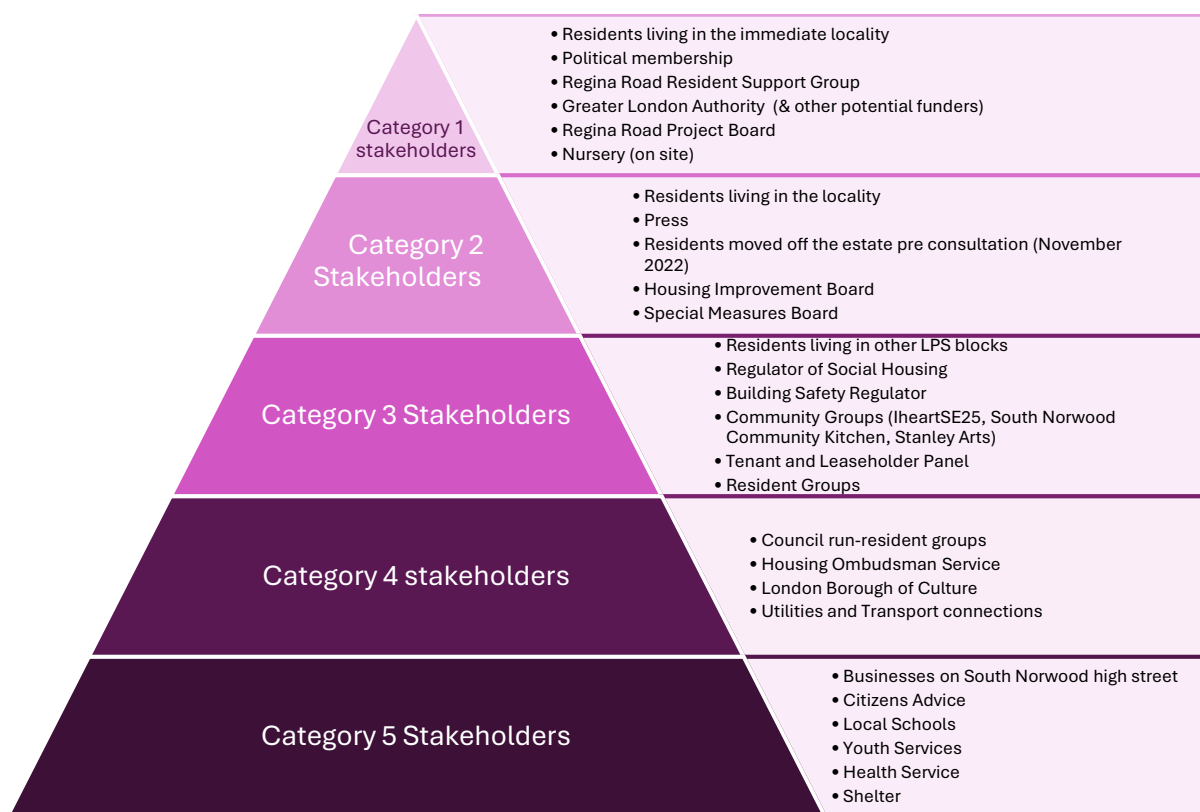 Category 1
stakeholders
• Residents living in the immediate locality
• Political membership
• Regina Road Resident Support Group
• Greater London Authority  (& other potential funders)
• Regina Road Project Board
• Nursery (on site)
Category 2
Stakeholders
• Residents living in the locality
• Press
• Residents moved off the estate pre consultation (November
2022)
• Housing Improvement Board
• Special Measures Board
Category 3 Stakeholders
• Residents living in other LPS blocks
• Regulator of Social Housing
• Building Safety Regulator
• Community Groups (IheartSE25, South Norwood
Community Kitchen, Stanley Arts)
• Tenant and Leaseholder Panel
• Resident Groups
Category 4 stakeholders
• Council run-resident groups
• Housing Ombudsman Service
• London Borough of Culture
• Utilities and Transport connections
Category 5 Stakeholders
• Businesses on South Norwood high street
• Citizens Advice
• Local Schools
• Youth Services
• Health Service
• Shelter